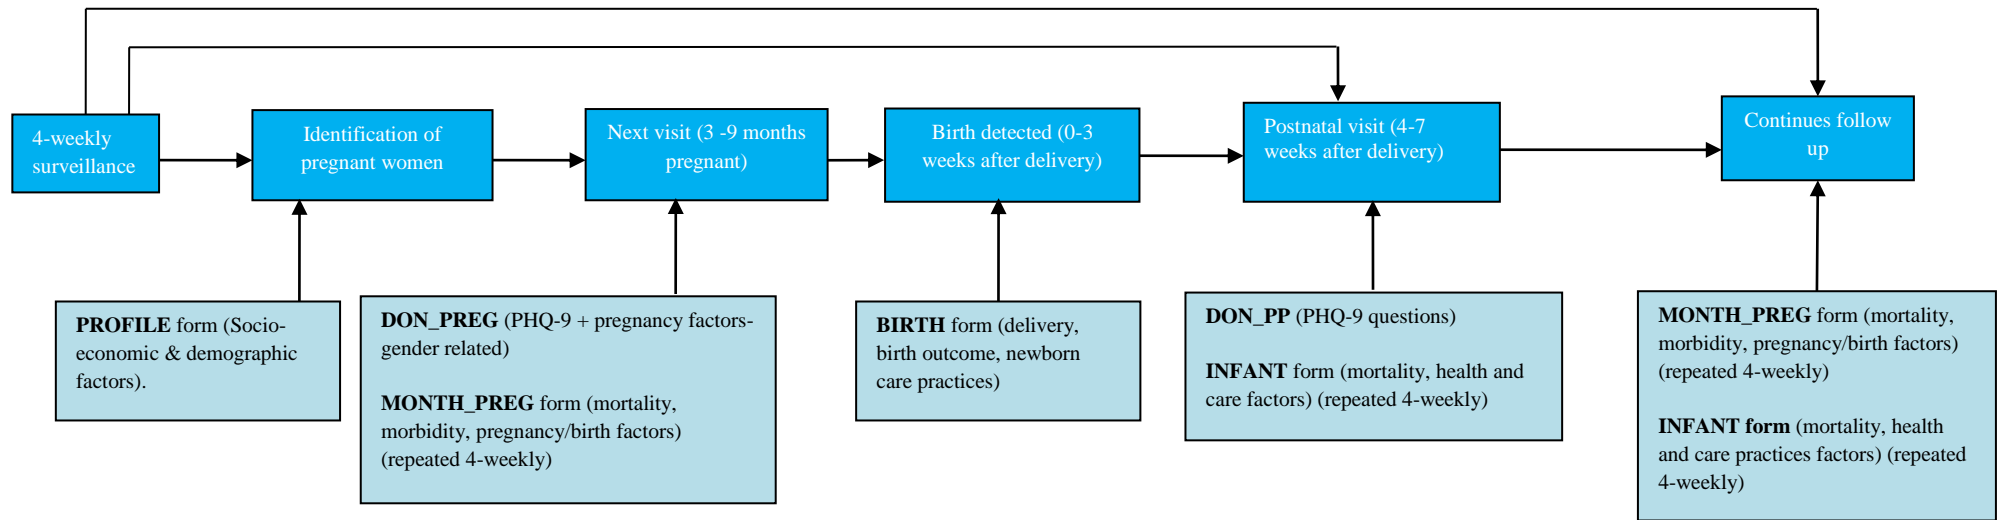 4-weekly
surveillance
Identification of
pregnant women
Next visit (3 -9 months
pregnant)
Birth detected (0-3
weeks after delivery)
Postnatal visit (4-7
weeks after delivery)
Continues follow
up
PROFILE form (Socio-
economic & demographic
factors).
DON_PREG (PHQ-9 + pregnancy factors-
gender related)
MONTH_PREG form (mortality,
morbidity, pregnancy/birth factors)
(repeated 4-weekly)
BIRTH form (delivery,
birth outcome, newborn
care practices)
DON_PP (PHQ-9 questions)
INFANT form (mortality, health and
care factors) (repeated 4-weekly)
MONTH_PREG form (mortality,
morbidity, pregnancy/birth factors)
(repeated 4-weekly)
INFANT form (mortality, health
and care practices factors) (repeated
4-weekly)